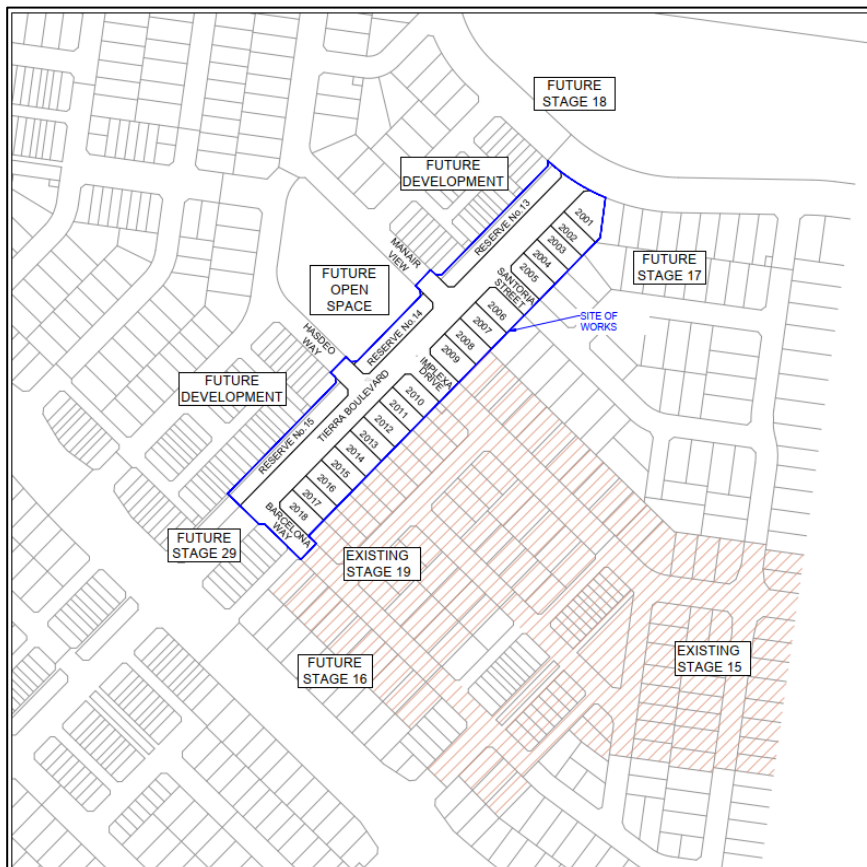 FUTURE
STAGE 18
FUTURE
DEVELOPMENT
RESERVE No.13
2001
2002
2003
2004
2005
MANAIR
VIEW
FUTURE
STAGE 17
SANTORIA
STREET
FUTURE
OPEN
SPACE
2006
2007
2008
2009
SITE OF
WORKS
HASDEO
WAY
RESERVE No.14
IMPLEXA
DRIVE
FUTURE
DEVELOPMENT
TIERRA BOULEVARD
2010
2011
2012
2013
2014
2015
2016
2017
2018
RESERVE No.15
BARCELONA
WAY
FUTURE
STAGE 29
EXISTING
STAGE 19
FUTURE
STAGE 16
EXISTING
STAGE 15